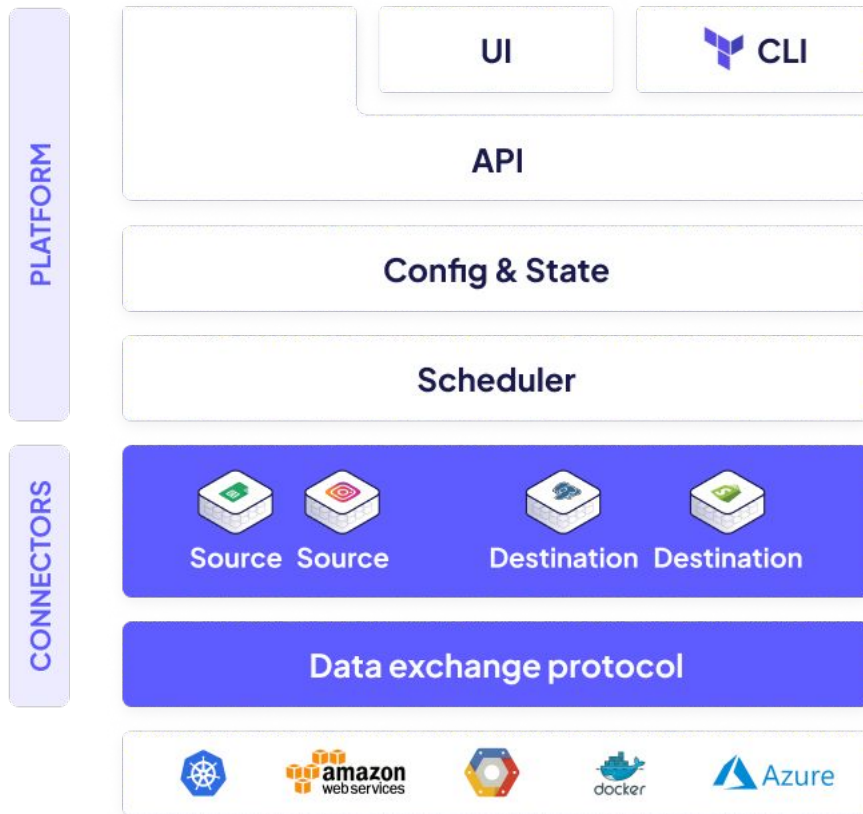 PLATFORM
UI
CLI
API
Config & State
Scheduler
CONNECTORS
Source Source Destination Destination
Data exchange protocol
amazon
webservices
docker
Azure